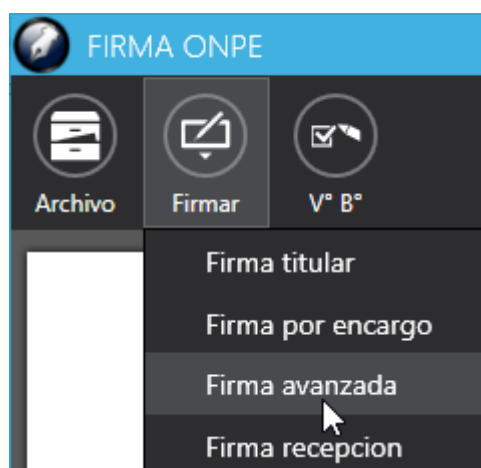 FIRMA ONPE
Archivo Firmar V° B°
Firma titular
Firma por encargo
Firma avanzada
Firma recepcion